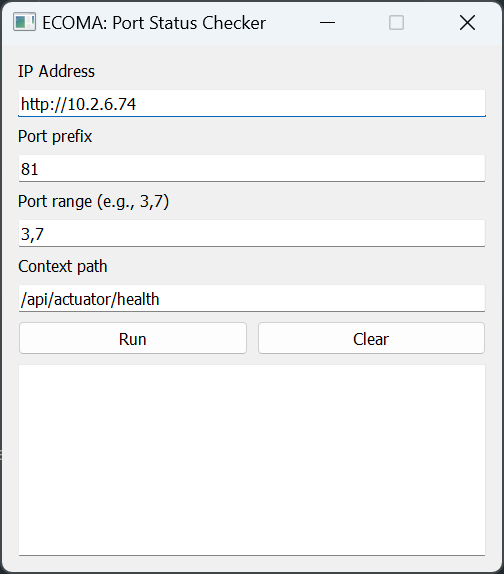 ECOMA: Port Status Checker
IP Address
http://10.2.6.74
Port prefix
81
Port range (e.g., 3,7)
3,7
Context path
/api/actuator/health
Run
Clear